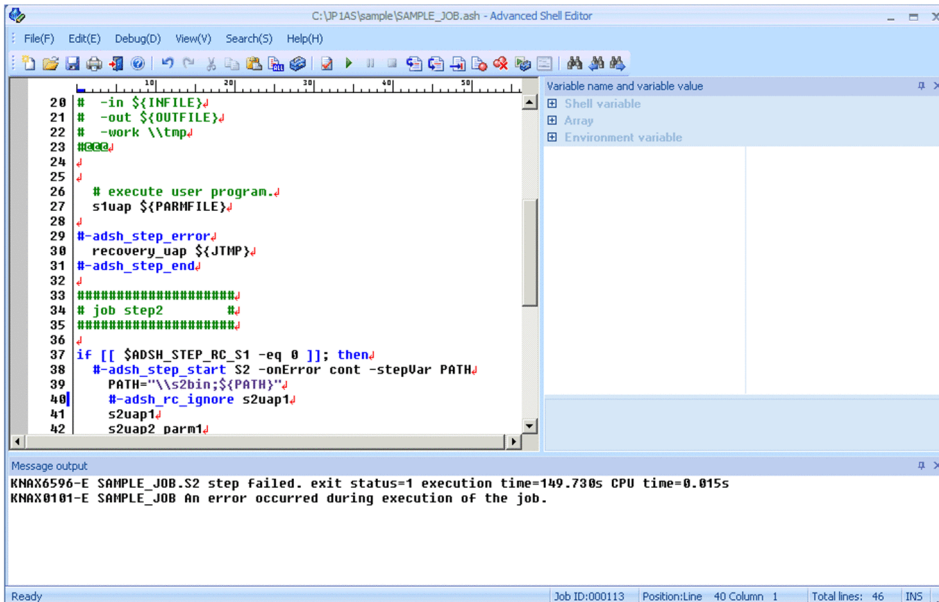 C:\JP1AS\sample\SAMPLE_JOB.ash - Advanced Shell Editor
File(F) Edit(E) Debug(D) View(V) Search(S) Help(H)
10 20 30 40 50
20 #  -in ${INFILE}
21 #  -out ${OUTFILE}
22 #  -work \\tmp
23 #@@@
24
25
26   # execute user program.
27   s1uap ${PARMFILE}
28
29 #-adsh_step_error
30   recovery_uap ${JTMP}
31 #-adsh_step_end
32
33 ####################
34 # job step2        #
35 ####################
36
37 if [[ $ADSH_STEP_RC_S1 -eq 0 ]]; then
38   #-adsh_step_start S2 -onError cont -stepVar PATH
39     PATH="\\s2bin;${PATH}"
40     #-adsh_rc_ignore s2uap1
41     s2uap1
42     s2uap2 parm1
Variable name and variable value
Shell variable
Array
Environment variable
Message output
KNAX6596-E SAMPLE_JOB.S2 step failed. exit status=1 execution time=149.730s CPU time=0.015s
KNAX0101-E SAMPLE_JOB An error occurred during execution of the job.
Ready Job ID:000113 Position:Line 40 Column 1 Total lines: 46 INS